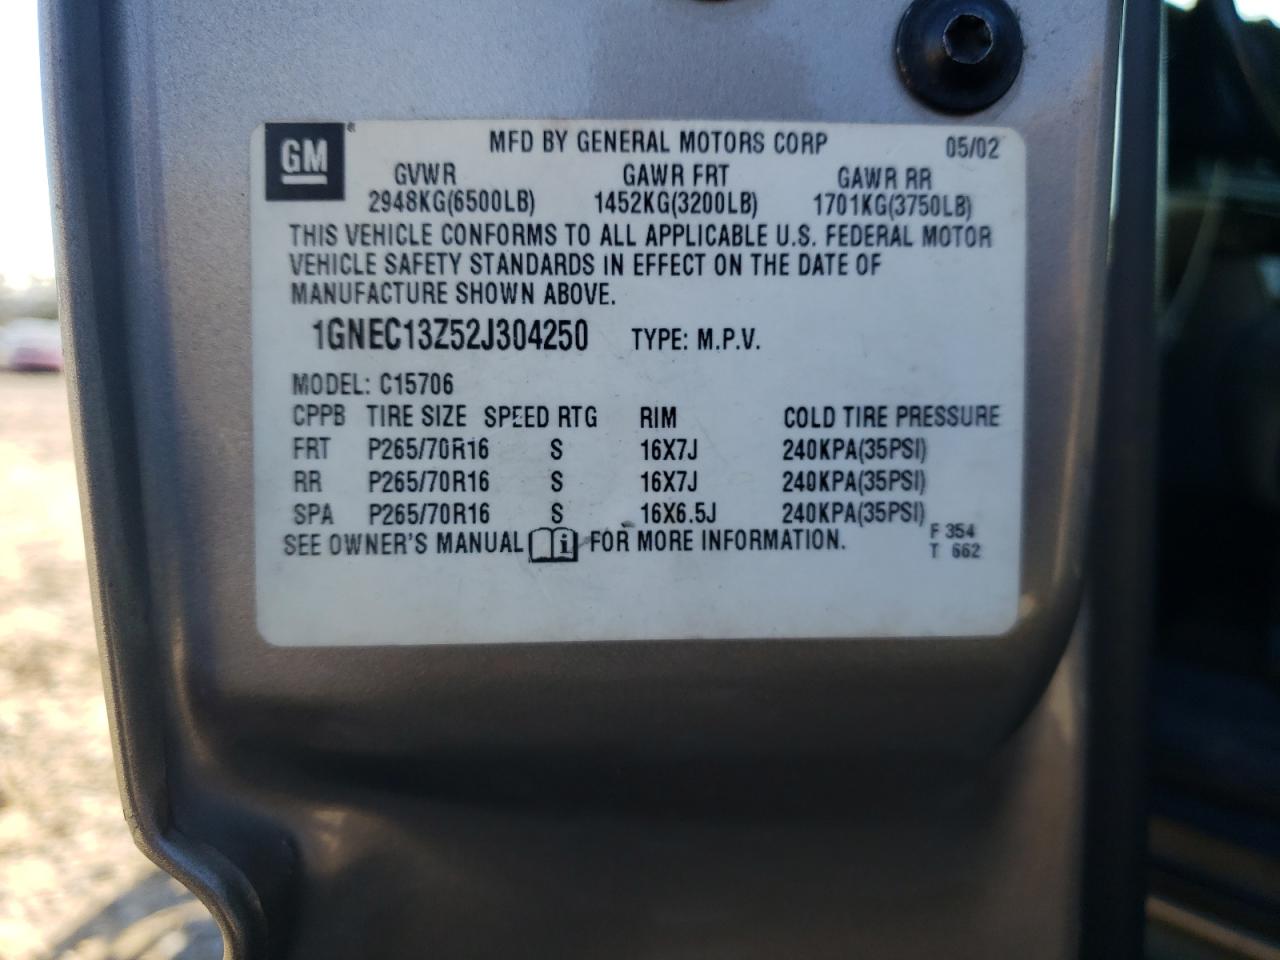 GM ® MFD BY GENERAL MOTORS CORP 05/02
GVWR GAWR FRT GAWR RR
2948KG(6500LB) 1452KG(3200LB) 1701KG(3750LB)
THIS VEHICLE CONFORMS TO ALL APPLICABLE U.S. FEDERAL MOTOR
VEHICLE SAFETY STANDARDS IN EFFECT ON THE DATE OF
MANUFACTURE SHOWN ABOVE.
1GNEC13Z52J304250 TYPE: M.P.V.
MODEL: C15706
CPPB TIRE SIZE SPEED RTG RIM COLD TIRE PRESSURE
FRT P265/70R16 S 16X7J 240KPA(35PSI)
RR P265/70R16 S 16X7J 240KPA(35PSI)
SPA P265/70R16 S 16X6.5J 240KPA(35PSI)
SEE OWNER'S MANUAL i FOR MORE INFORMATION. F 354
T 662